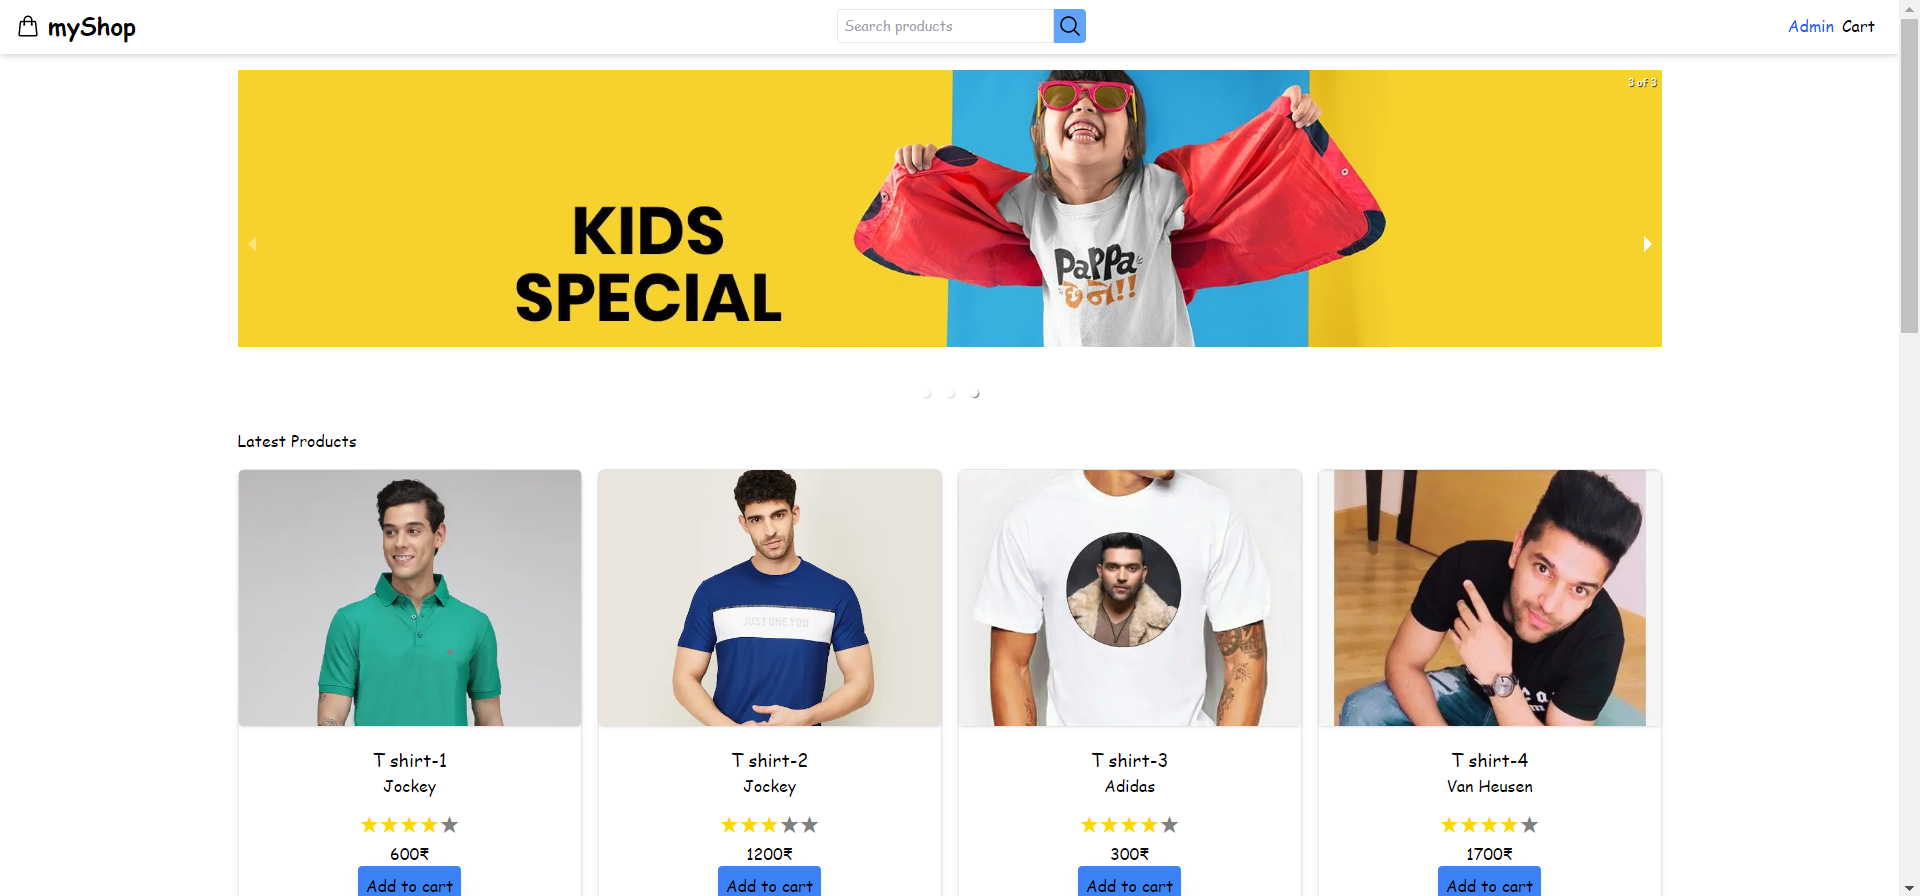 myShop
Search products
Admin Cart
3 of 3
KIDS
SPECIAL
PaPPa
छेने!!
Latest Products
JUST ONE YOU
T shirt-1
Jockey
600₹
Add to cart
T shirt-2
Jockey
1200₹
Add to cart
T shirt-3
Adidas
300₹
Add to cart
T shirt-4
Van Heusen
1700₹
Add to cart